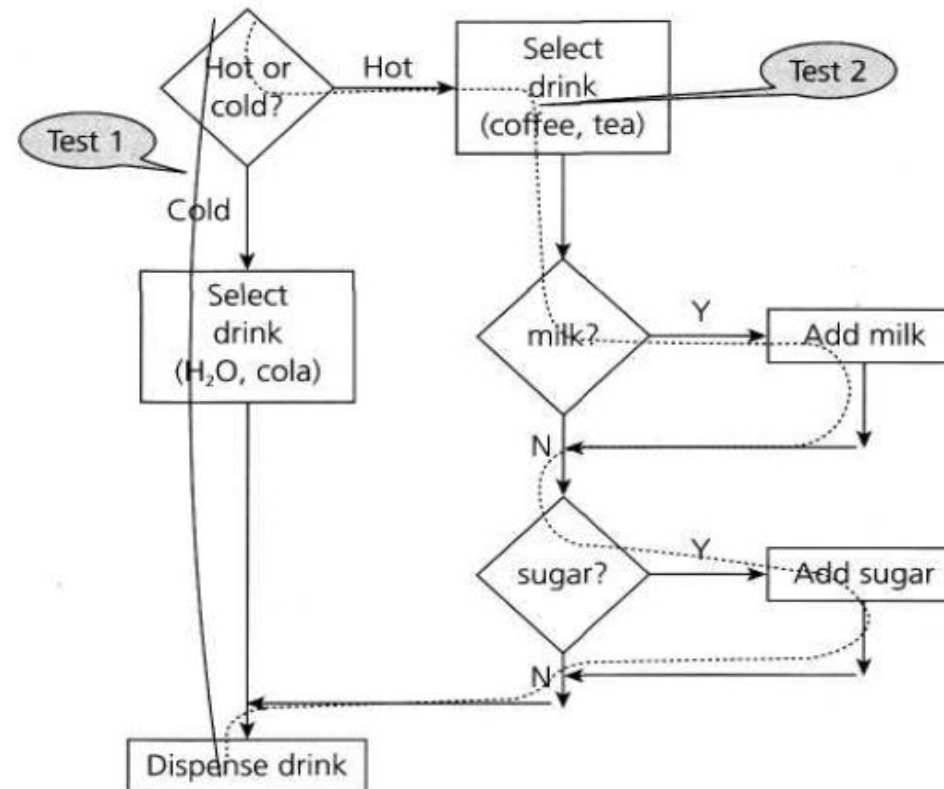 Hot or
cold?
Hot
Select
drink
(coffee, tea)
Test 2
Test 1
Cold
Select
drink
(H₂O, cola)
milk?
Y
Add milk
N
sugar?
Y
Add sugar
N
Dispense drink